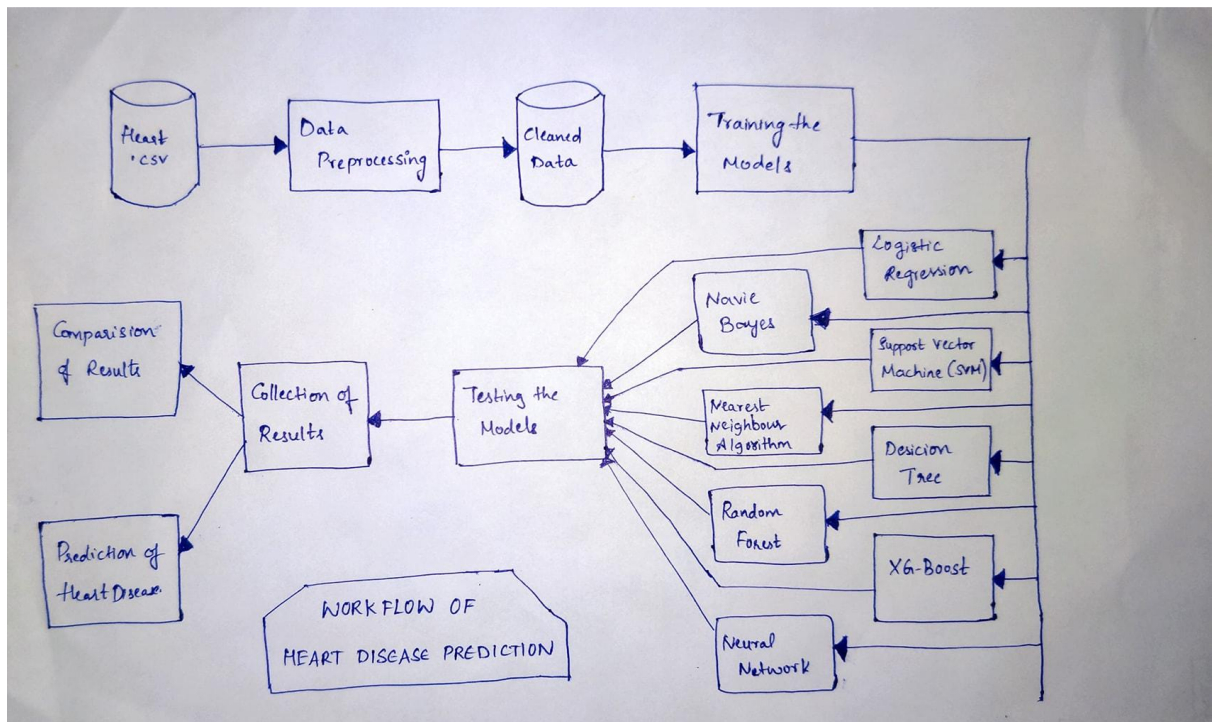 Heart
.CSV
Data
Preprocessing
Cleaned
Data
Training the
Models
Logistic
Regression
Navie
Bayes
Support Vector
Machine (SVM)
Nearest
Neighbour
Algorithm
Desicion
Tree
Random
Forest
XG-Boost
Neural
Network
Testing the
Models
Collection of
Results
Comparision
of Results
Prediction of
Heart Disease.
WORKFLOW OF
HEART DISEASE PREDICTION